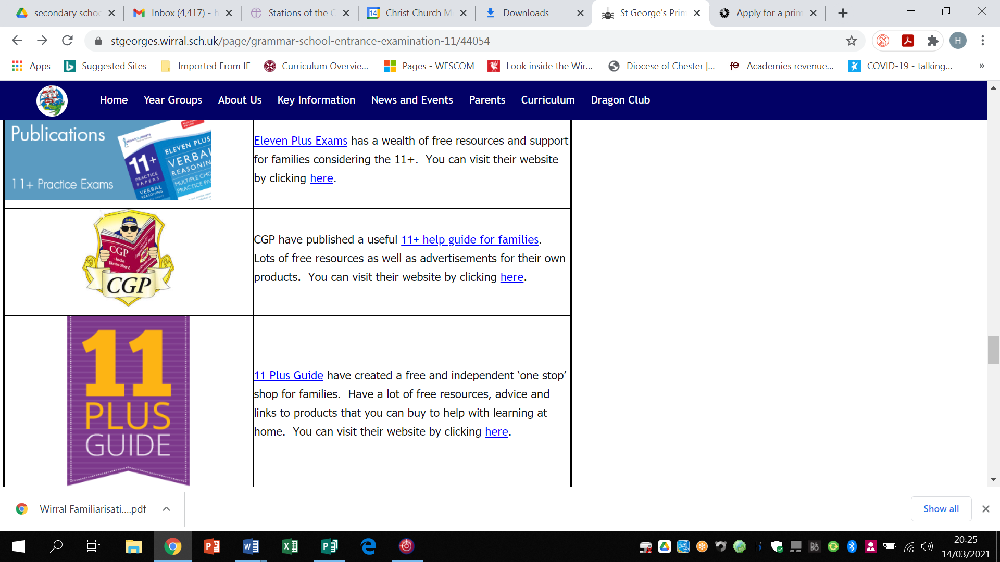 secondary schoo
Inbox (4,417) - h
Stations of the C
14
Christ Church M
Downloads
St George's Prim
Apply for a prim
stgeorges.wirral.sch.uk/page/grammar-school-entrance-examination-11/44054
H
Apps
Suggested Sites
Imported From IE
Curriculum Overvie...
Pages - WESCOM
Look inside the Wir...
Diocese of Chester |...
fe
Academies revenue...
COVID-19 - talking...
»
Home
Year Groups
About Us
Key Information
News and Events
Parents
Curriculum
Dragon Club
Publications
11+ Practice Exams
elevenplusexams
11+
PRACTICE
PAPERS
VERBAL
REASONING
ELEVEN PLUS
VERBAL
REASONIN
MULTIPLE CHO
PRACTICE PA
Eleven Plus Exams has a wealth of free resources and support
for families considering the 11+.  You can visit their website
by clicking here.
CGP
– books
like no others!
CGP
CGP have published a useful 11+ help guide for families.
Lots of free resources as well as advertisements for their own
products.  You can visit their website by clicking here.
11
PLUS
GUIDE
11 Plus Guide have created a free and independent ‘one stop’
shop for families.  Have a lot of free resources, advice and
links to products that you can buy to help with learning at
home.  You can visit their website by clicking here.
Wirral Familiarisati....pdf
Show all
20:25
14/03/2021